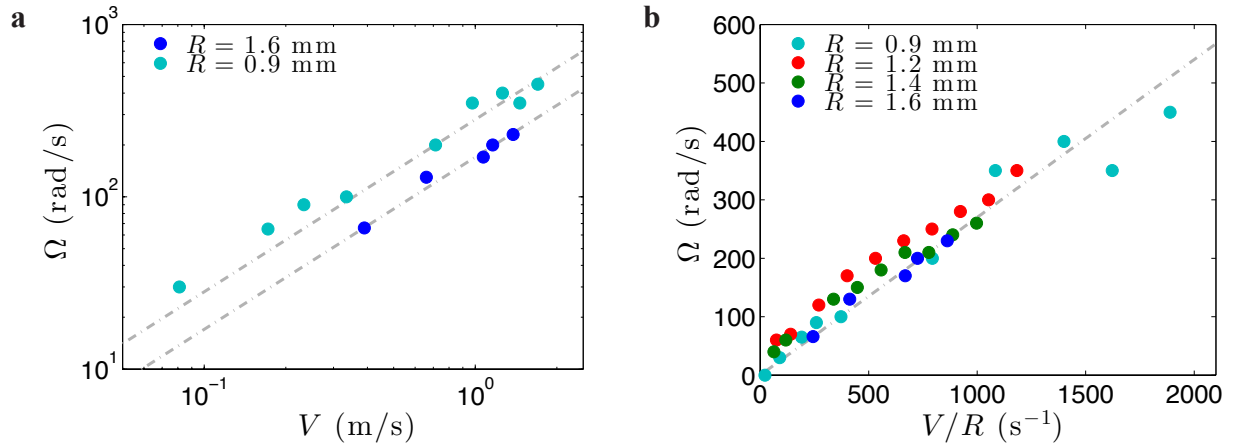 a
10³
10²
10¹
Ω (rad/s)
R = 1.6 mm
R = 0.9 mm
10⁻¹
10⁰
V (m/s)
b
600
500
400
300
200
100
0
Ω (rad/s)
R = 0.9 mm
R = 1.2 mm
R = 1.4 mm
R = 1.6 mm
0
500
1000
1500
2000
V/R (s⁻¹)